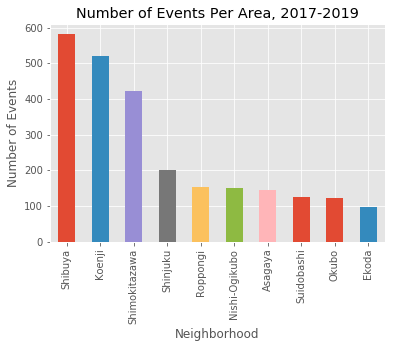 Number of Events Per Area, 2017-2019
Number of Events
600
500
400
300
200
100
0
Shibuya
Koenji
Shimokitazawa
Shinjuku
Roppongi
Nishi-Ogikubo
Asagaya
Suidobashi
Okubo
Ekoda
Neighborhood